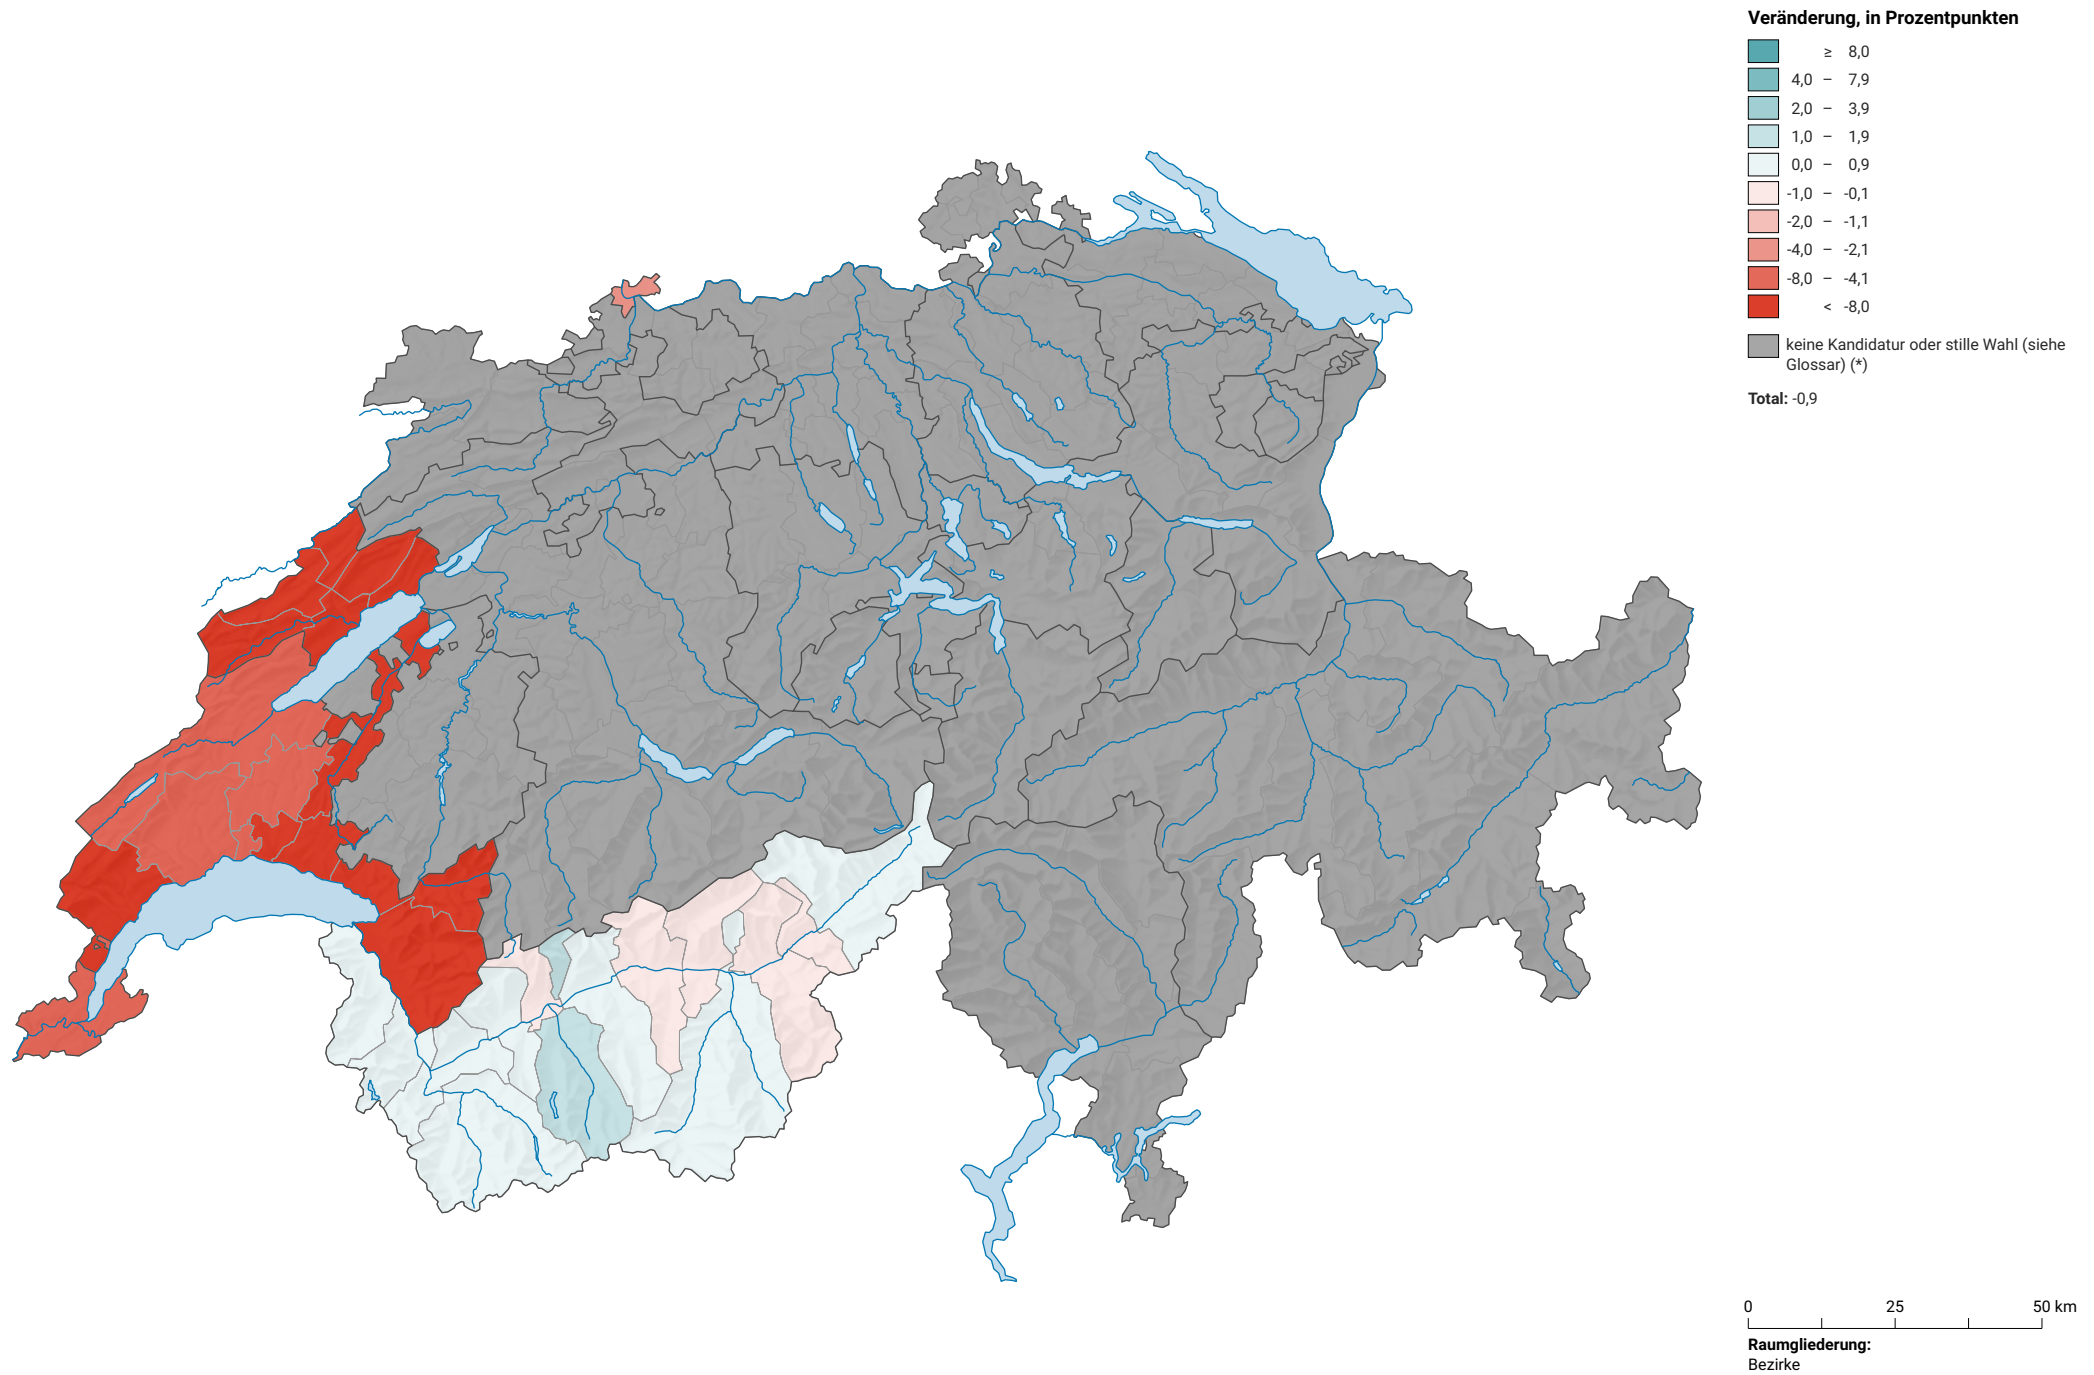 Veränderung, in Prozentpunkten
≥ 8,0
4,0 – 7,9
2,0 – 3,9
1,0 – 1,9
0,0 – 0,9
-1,0 – -0,1
-2,0 – -1,1
-4,0 – -2,1
-8,0 – -4,1
< -8,0
keine Kandidatur oder stille Wahl (siehe
Glossar) (*)
Total: -0,9
0 25 50 km
Raumgliederung:
Bezirke